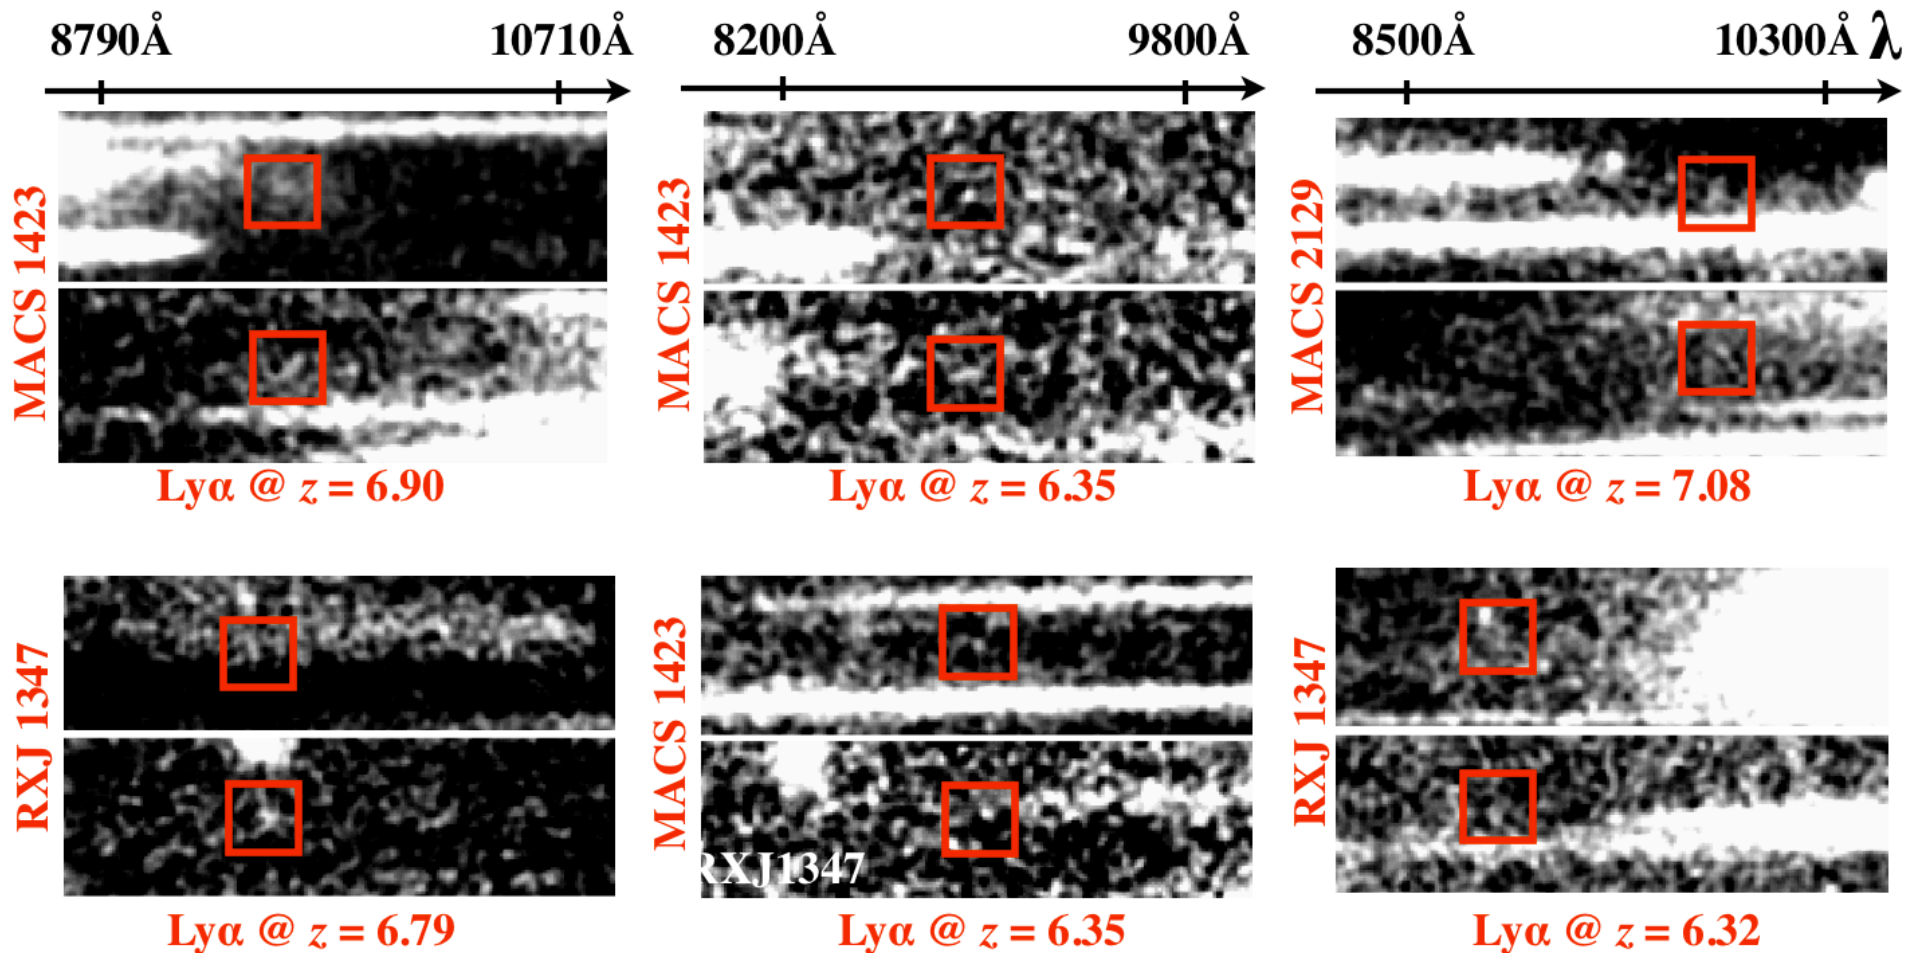 8790Å 10710Å 8200Å 9800Å 8500Å 10300Å λ
MACS 1423
MACS 1423
MACS 2129
Lyα @ z = 6.90
Lyα @ z = 6.35
Lyα @ z = 7.08
RXJ 1347
MACS 1423
RXJ 1347
RXJ1347
Lyα @ z = 6.79
Lyα @ z = 6.35
Lyα @ z = 6.32